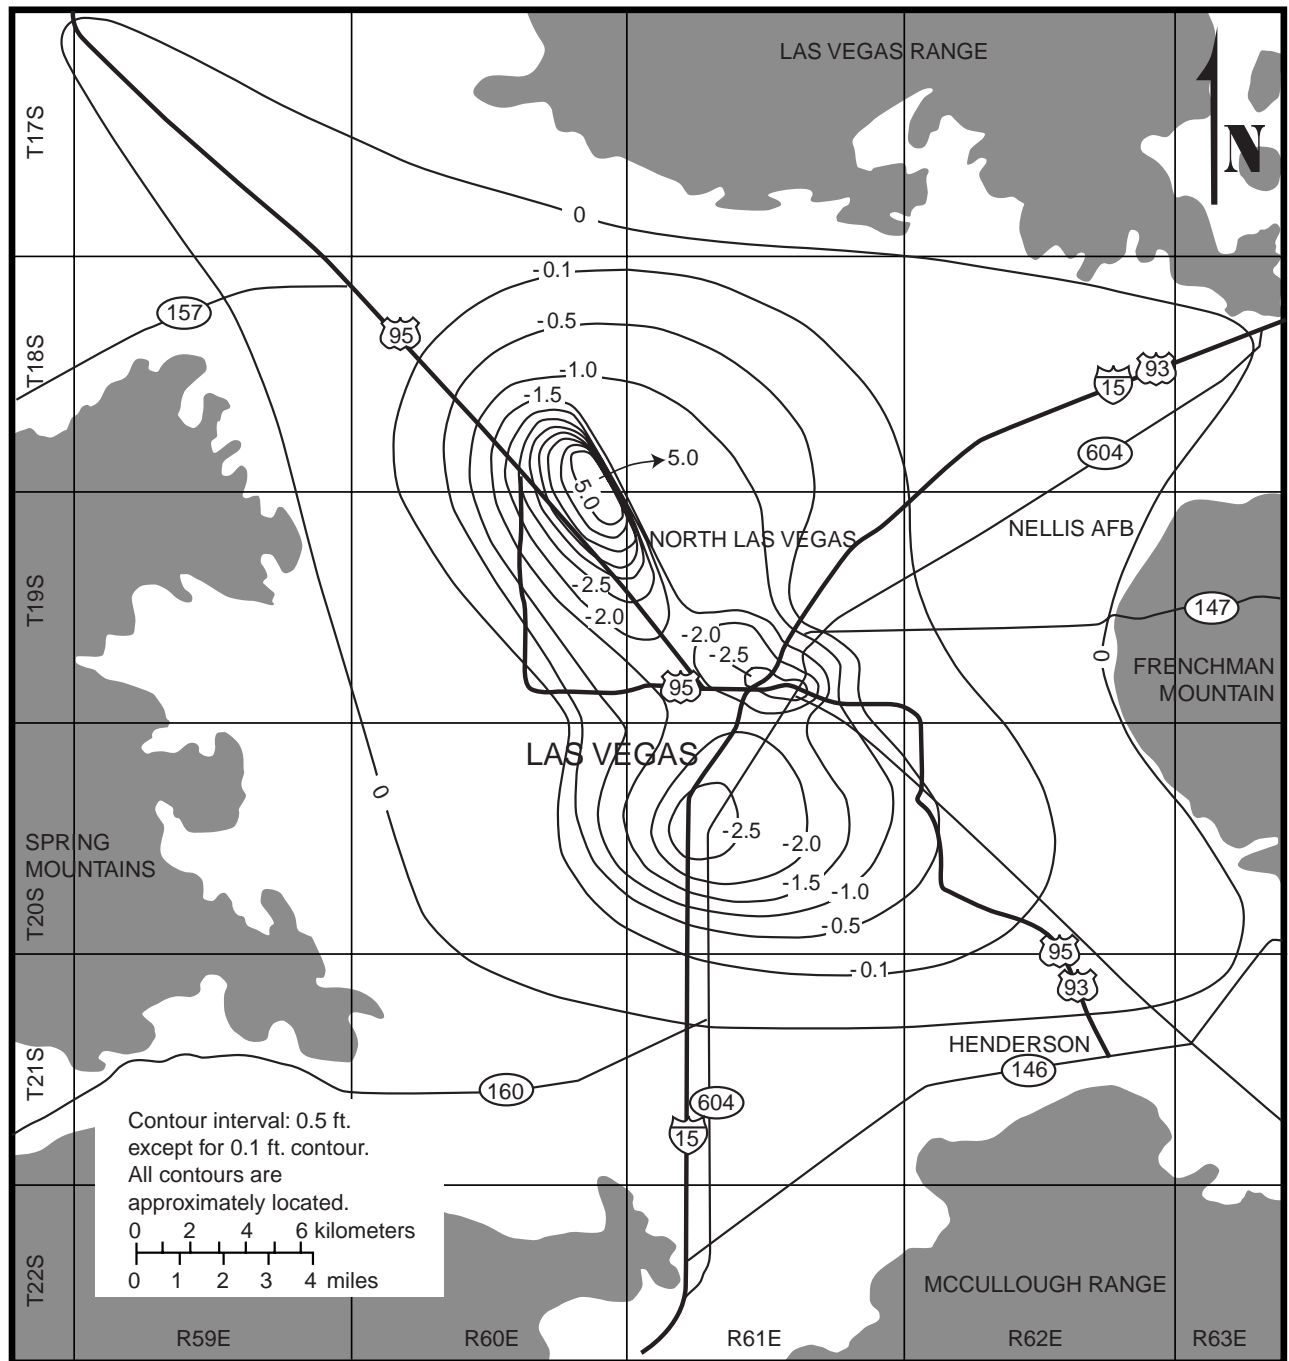 LAS VEGAS RANGE
N
T17S
0
-0.1
157
-0.5
95
T18S
93
15
-1.0
-1.5
604
5.0
5.0
NELLIS AFB
NORTH LAS VEGAS
-2.5
T19S
147
-2.0
-2.0
-2.5
0
FRENCHMAN
MOUNTAIN
95
LAS VEGAS
0
-2.5
SPRING
MOUNTAINS
-2.0
-1.5
-1.0
T20S
-0.5
95
-0.1
93
HENDERSON
146
T21S
160
604
15
Contour interval: 0.5 ft.
except for 0.1 ft. contour.
All contours are
approximately located.
0 2 4 6 kilometers
0 1 2 3 4 miles
T22S
MCCULLOUGH RANGE
R59E R60E R61E R62E R63E